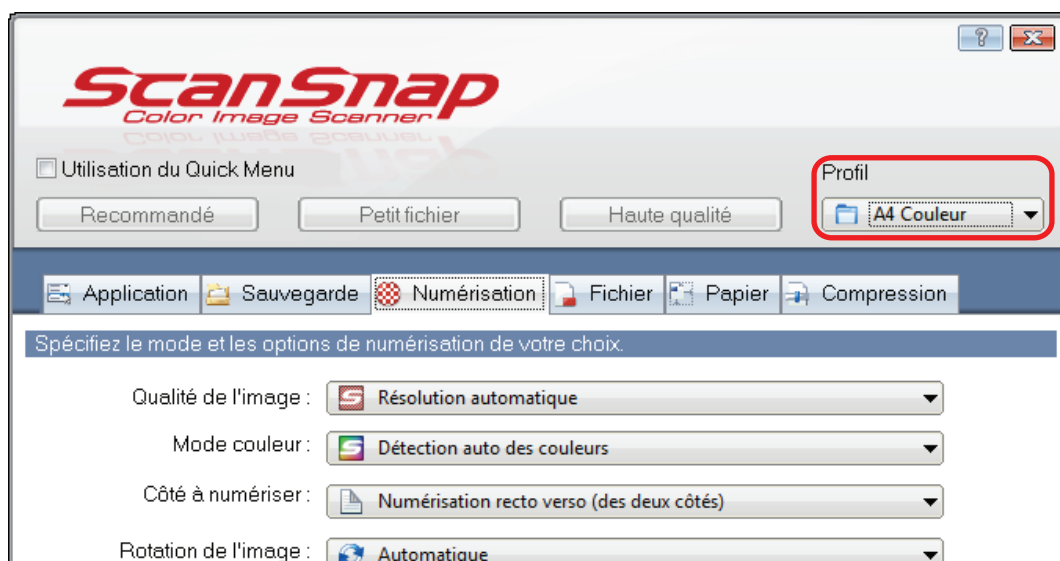 ScanSnap
Color Image Scanner
Utilisation du Quick Menu
Profil
Recommandé Petit fichier Haute qualité A4 Couleur
Application Sauvegarde Numérisation Fichier Papier Compression
Spécifiez le mode et les options de numérisation de votre choix.
Qualité de l'image : Résolution automatique
Mode couleur : Détection auto des couleurs
Côté à numériser : Numérisation recto verso (des deux côtés)
Rotation de l'image : Automatique